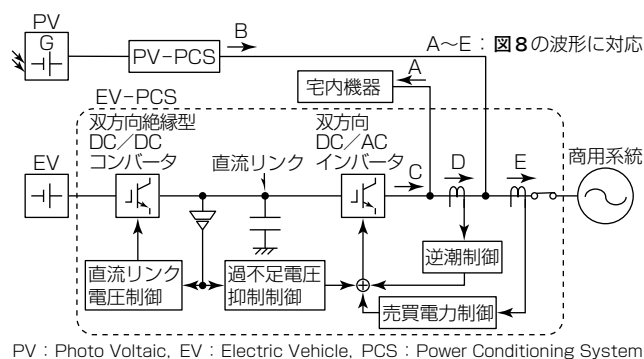 PV
G
PV-PCS
B
A～E：図8の波形に対応
A
宅内機器
EV-PCS
双方向絶縁型
DC／DC
コンバータ
双方向
DC／AC
インバータ
直流リンク
EV
C
D
E
商用系統
逆潮制御
直流リンク
電圧制御
過不足電圧
抑制制御
売買電力制御
PV：Photo Voltaic, EV：Electric Vehicle, PCS：Power Conditioning System